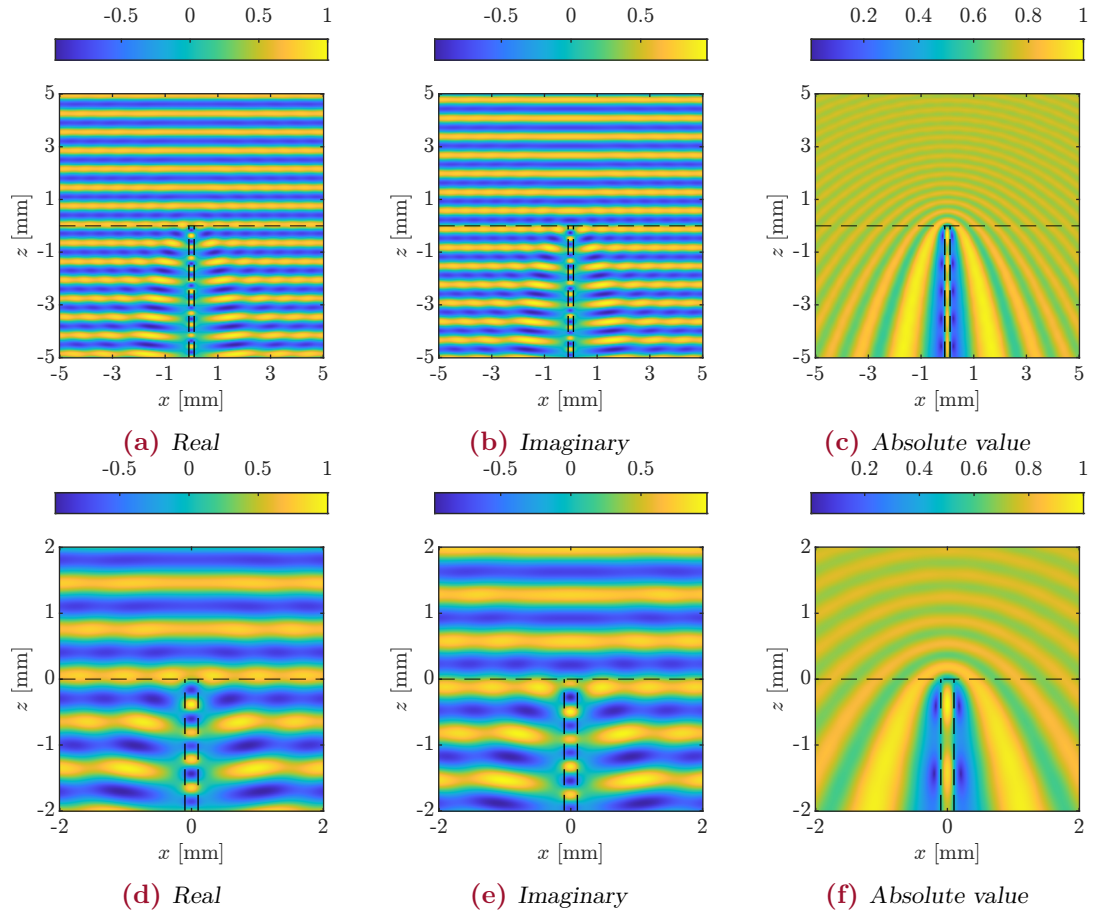 -0.5 0 0.5 1
-0.5 0 0.5
0.2 0.4 0.6 0.8 1
z [mm]
5
3
1
-1
-3
-5
-5 -3 -1 1 3 5
x [mm]
z [mm]
5
3
1
-1
-3
-5
-5 -3 -1 1 3 5
x [mm]
z [mm]
5
3
1
-1
-3
-5
-5 -3 -1 1 3 5
x [mm]
(a) Real
(b) Imaginary
(c) Absolute value
-0.5 0 0.5 1
-0.5 0 0.5
0.2 0.4 0.6 0.8 1
z [mm]
2
1
0
-1
-2
-2 0 2
x [mm]
z [mm]
2
1
0
-1
-2
-2 0 2
x [mm]
z [mm]
2
1
0
-1
-2
-2 0 2
x [mm]
(d) Real
(e) Imaginary
(f) Absolute value